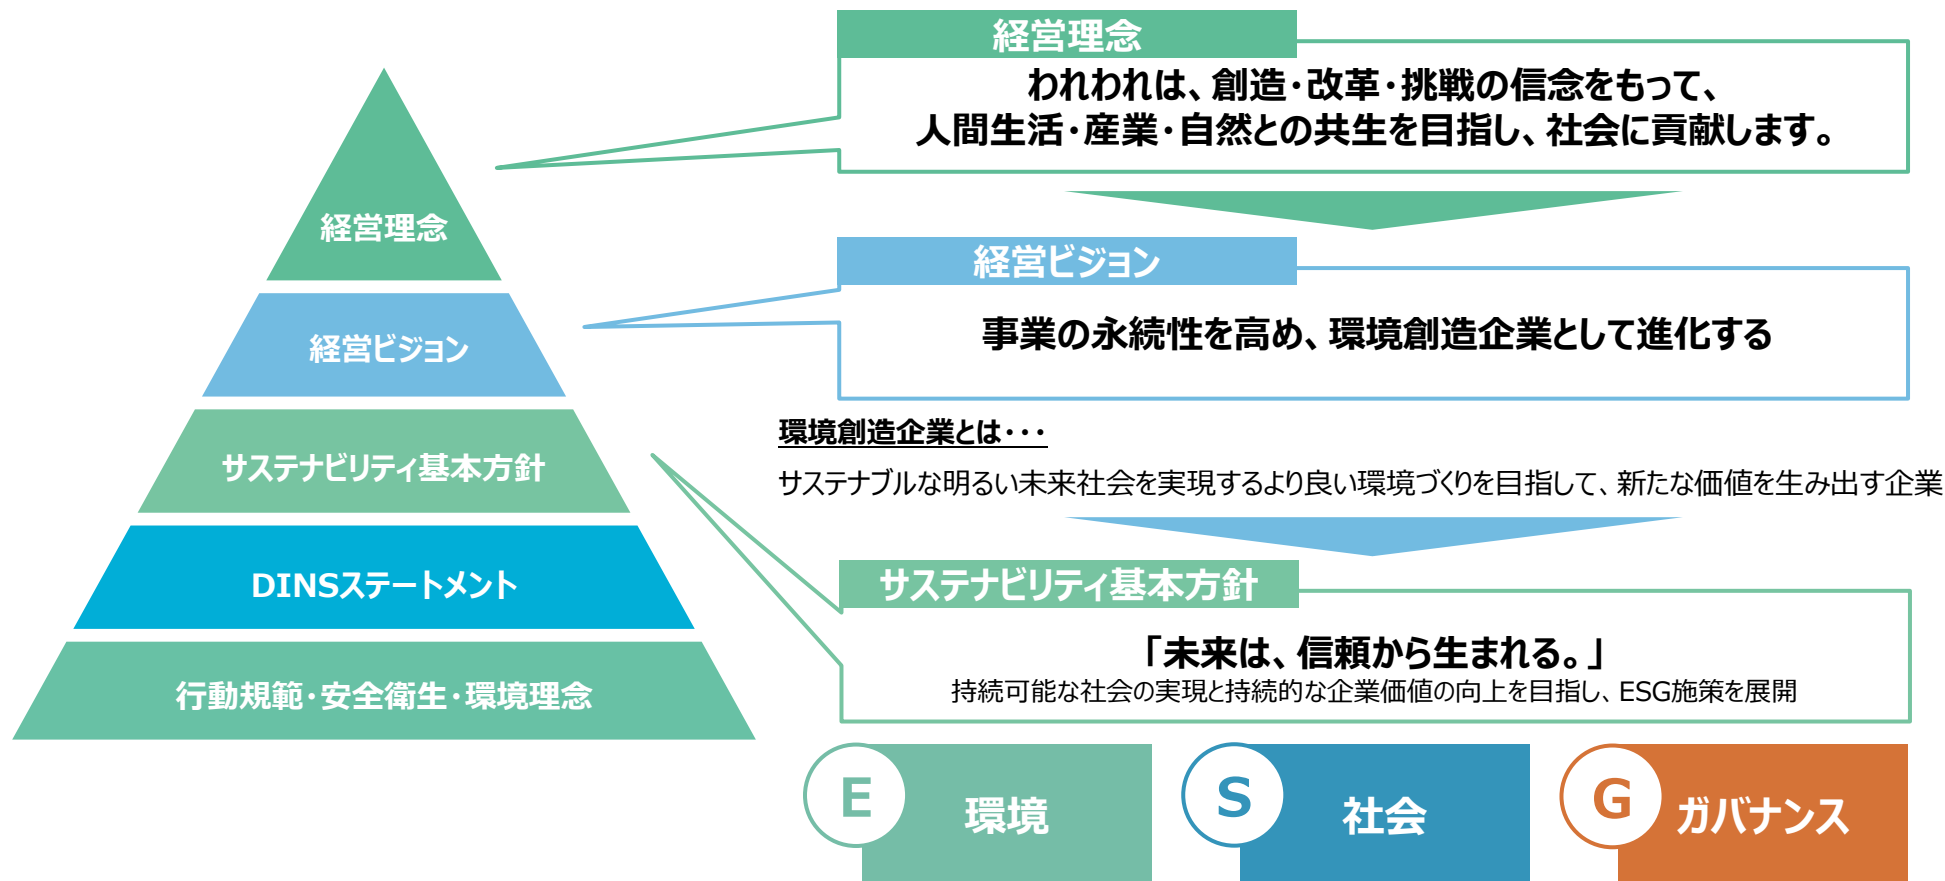 経営理念
経営ビジョン
サステナビリティ基本方針
DINSステートメント
行動規範・安全衛生・環境理念
経営理念
われわれは、創造・改革・挑戦の信念をもって、
人間生活・産業・自然との共生を目指し、社会に貢献します。
経営ビジョン
事業の永続性を高め、環境創造企業として進化する
環境創造企業とは・・・
サステナブルな明るい未来社会を実現するより良い環境づくりを目指して、新たな価値を生み出す企業
サステナビリティ基本方針
「未来は、信頼から生まれる。」
持続可能な社会の実現と持続的な企業価値の向上を目指し、ESG施策を展開
E 環境
S 社会
G ガバナンス